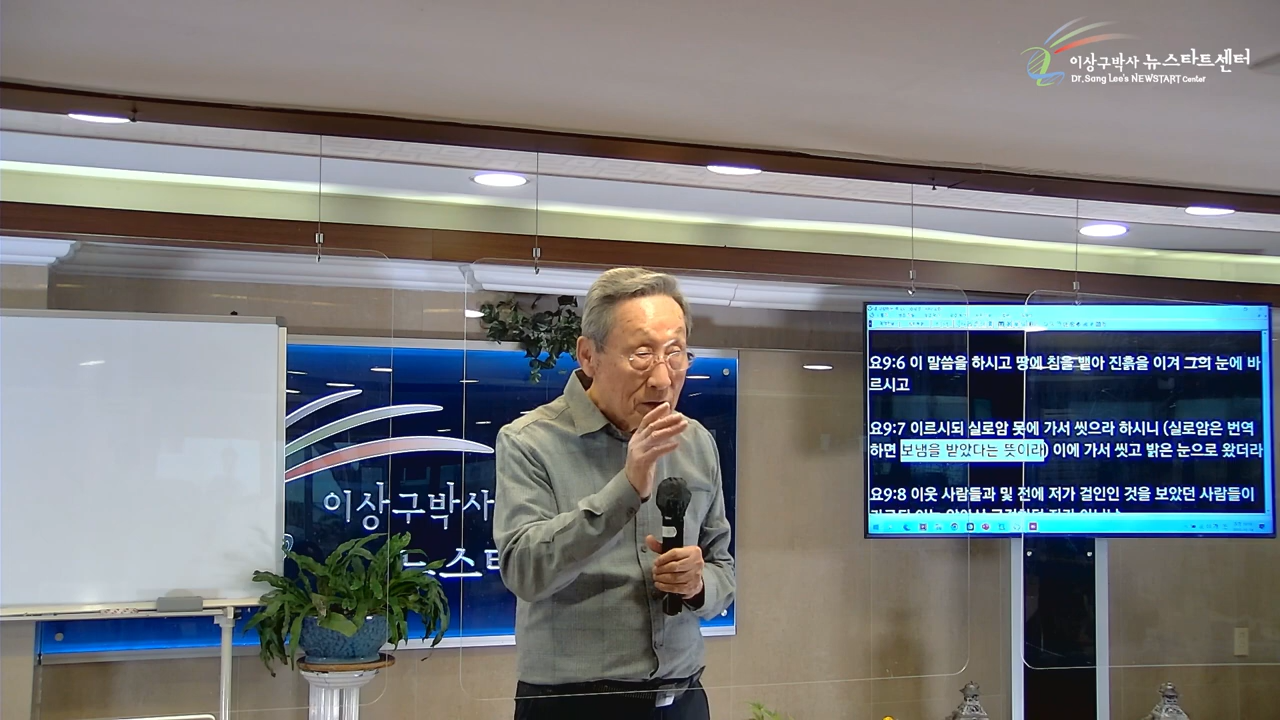 이상구박사 뉴스타트센터
Dr. Sang Lee's NEWSTART Center
이상구박사
뉴스타
요9:6 이 말씀을 하시고 땅에 침을 뱉아 진흙을 이겨 그의 눈에 바
르시고
요9:7 이르시되 실로암 못에 가서 씻으라 하시니 (실로암은 번역
하면 보냄을 받았다는 뜻이라) 이에 가서 씻고 밝은 눈으로 왔더라
요9:8 이웃 사람들과 및 전에 저가 걸인인 것을 보았던 사람들이